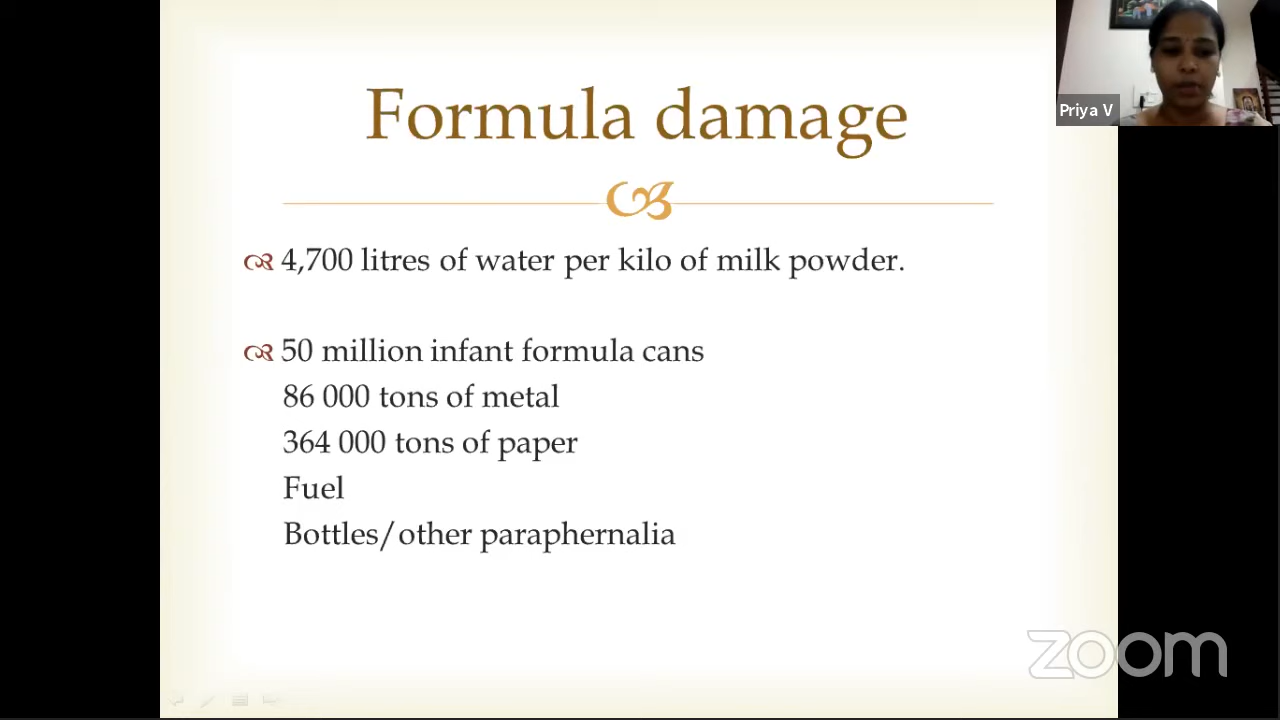 Formula damage
4,700 litres of water per kilo of milk powder.
50 million infant formula cans
86 000 tons of metal
364 000 tons of paper
Fuel
Bottles/other paraphernalia
Priya V
zoom